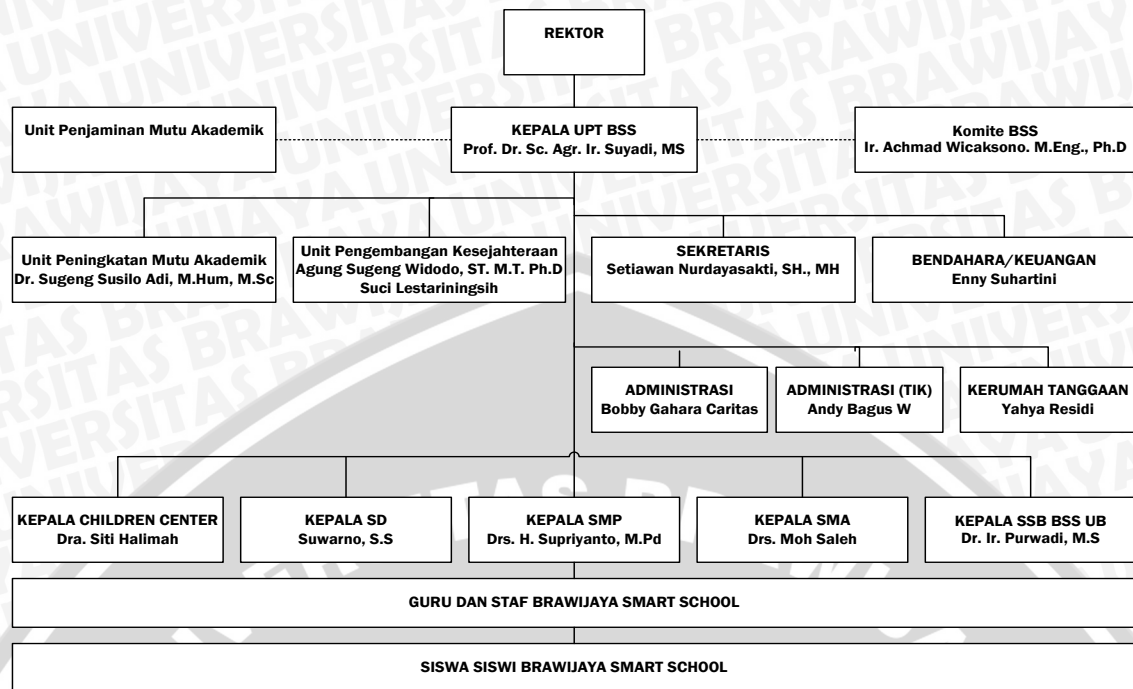 REKTOR
Unit Penjaminan Mutu Akademik
KEPALA UPT BSS
Prof. Dr. Sc. Agr. Ir. Suyadi, MS
Komite BSS
Ir. Achmad Wicaksono. M.Eng., Ph.D
Unit Peningkatan Mutu Akademik
Dr. Sugeng Susilo Adi, M.Hum, M.Sc
Unit Pengembangan Kesejahteraan
Agung Sugeng Widodo, ST. M.T. Ph.D
Suci Lestariningsih
SEKRETARIS
Setiawan Nurdayasakti, SH., MH
BENDAHARA/KEUANGAN
Enny Suhartini
ADMINISTRASI
Bobby Gahara Caritas
ADMINISTRASI (TIK)
Andy Bagus W
KERUMAH TANGGAAN
Yahya Residi
KEPALA CHILDREN CENTER
Dra. Siti Halimah
KEPALA SD
Suwarno, S.S
KEPALA SMP
Drs. H. Supriyanto, M.Pd
KEPALA SMA
Drs. Moh Saleh
KEPALA SSB BSS UB
Dr. Ir. Purwadi, M.S
GURU DAN STAF BRAWIJAYA SMART SCHOOL
SISWA SISWI BRAWIJAYA SMART SCHOOL